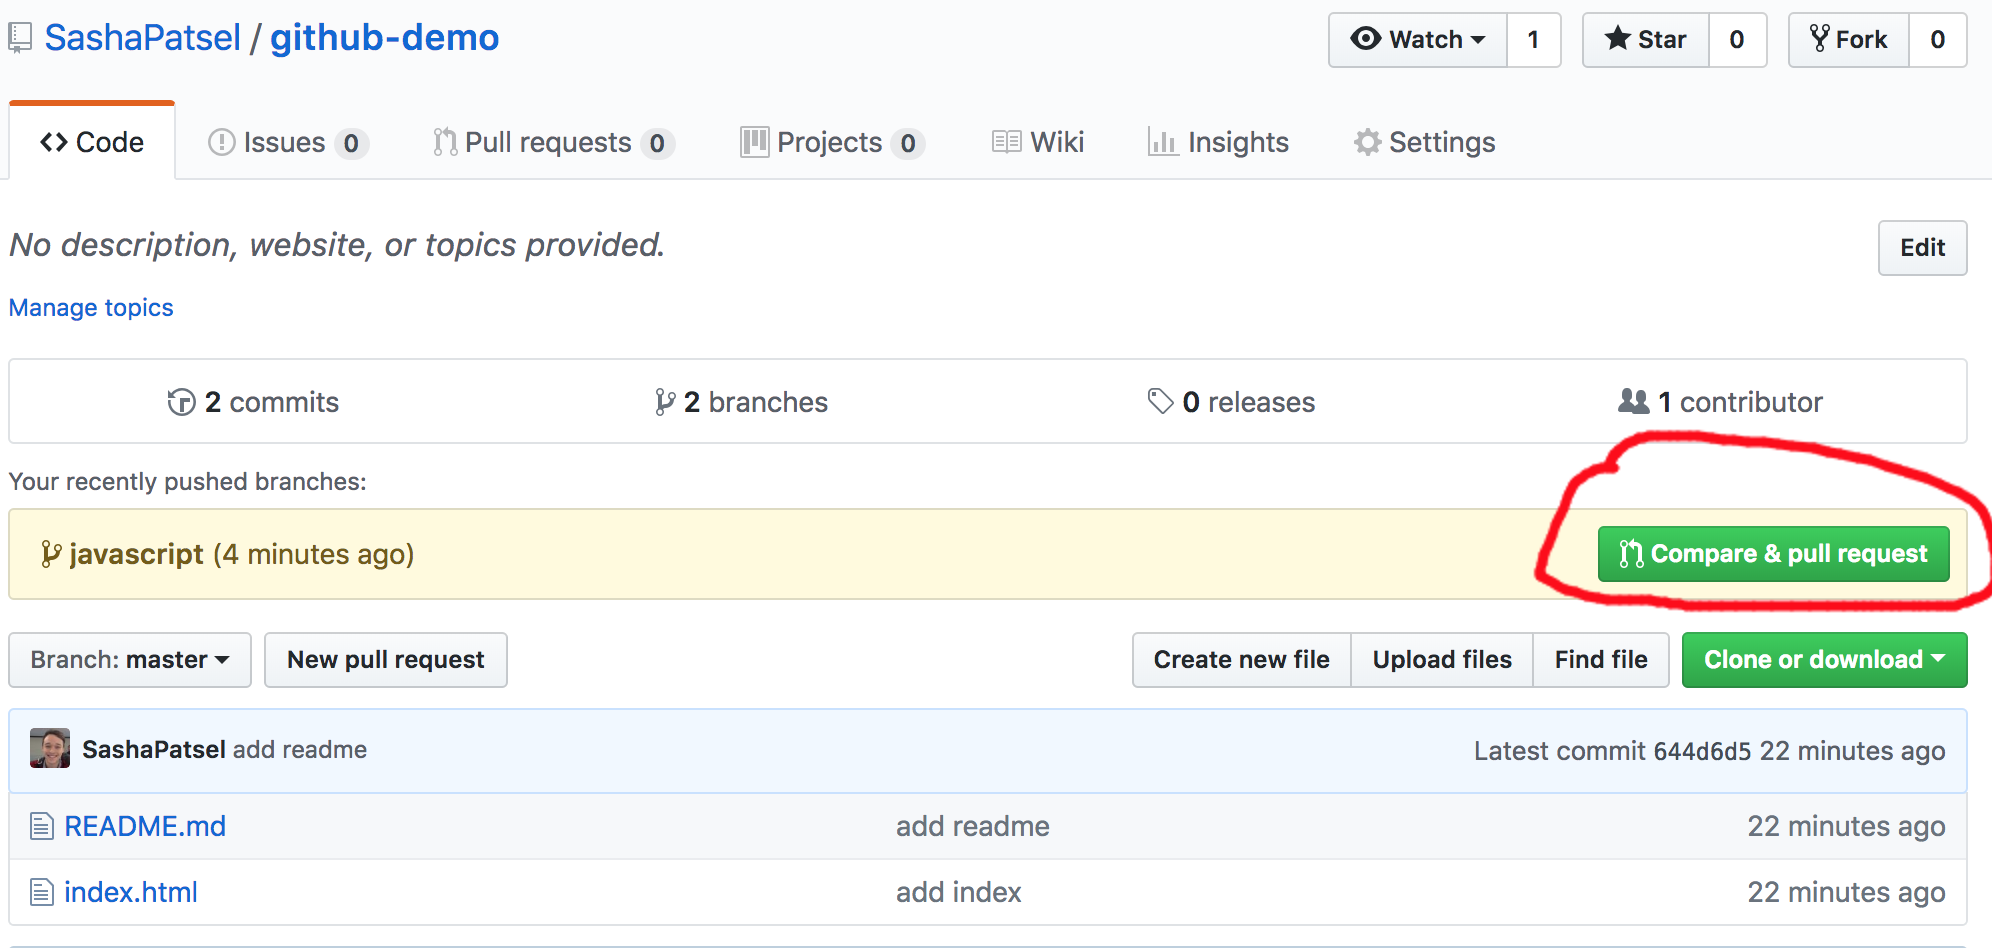 SashaPatsel / github-demo
Watch 1 Star 0 Fork 0
Code Issues 0 Pull requests 0 Projects 0 Wiki Insights Settings
No description, website, or topics provided. Edit
Manage topics
2 commits 2 branches 0 releases 1 contributor
Your recently pushed branches:
javascript (4 minutes ago) Compare & pull request
Branch: master New pull request Create new file Upload files Find file Clone or download
SashaPatsel add readme Latest commit 644d6d5 22 minutes ago
README.md add readme 22 minutes ago
index.html add index 22 minutes ago